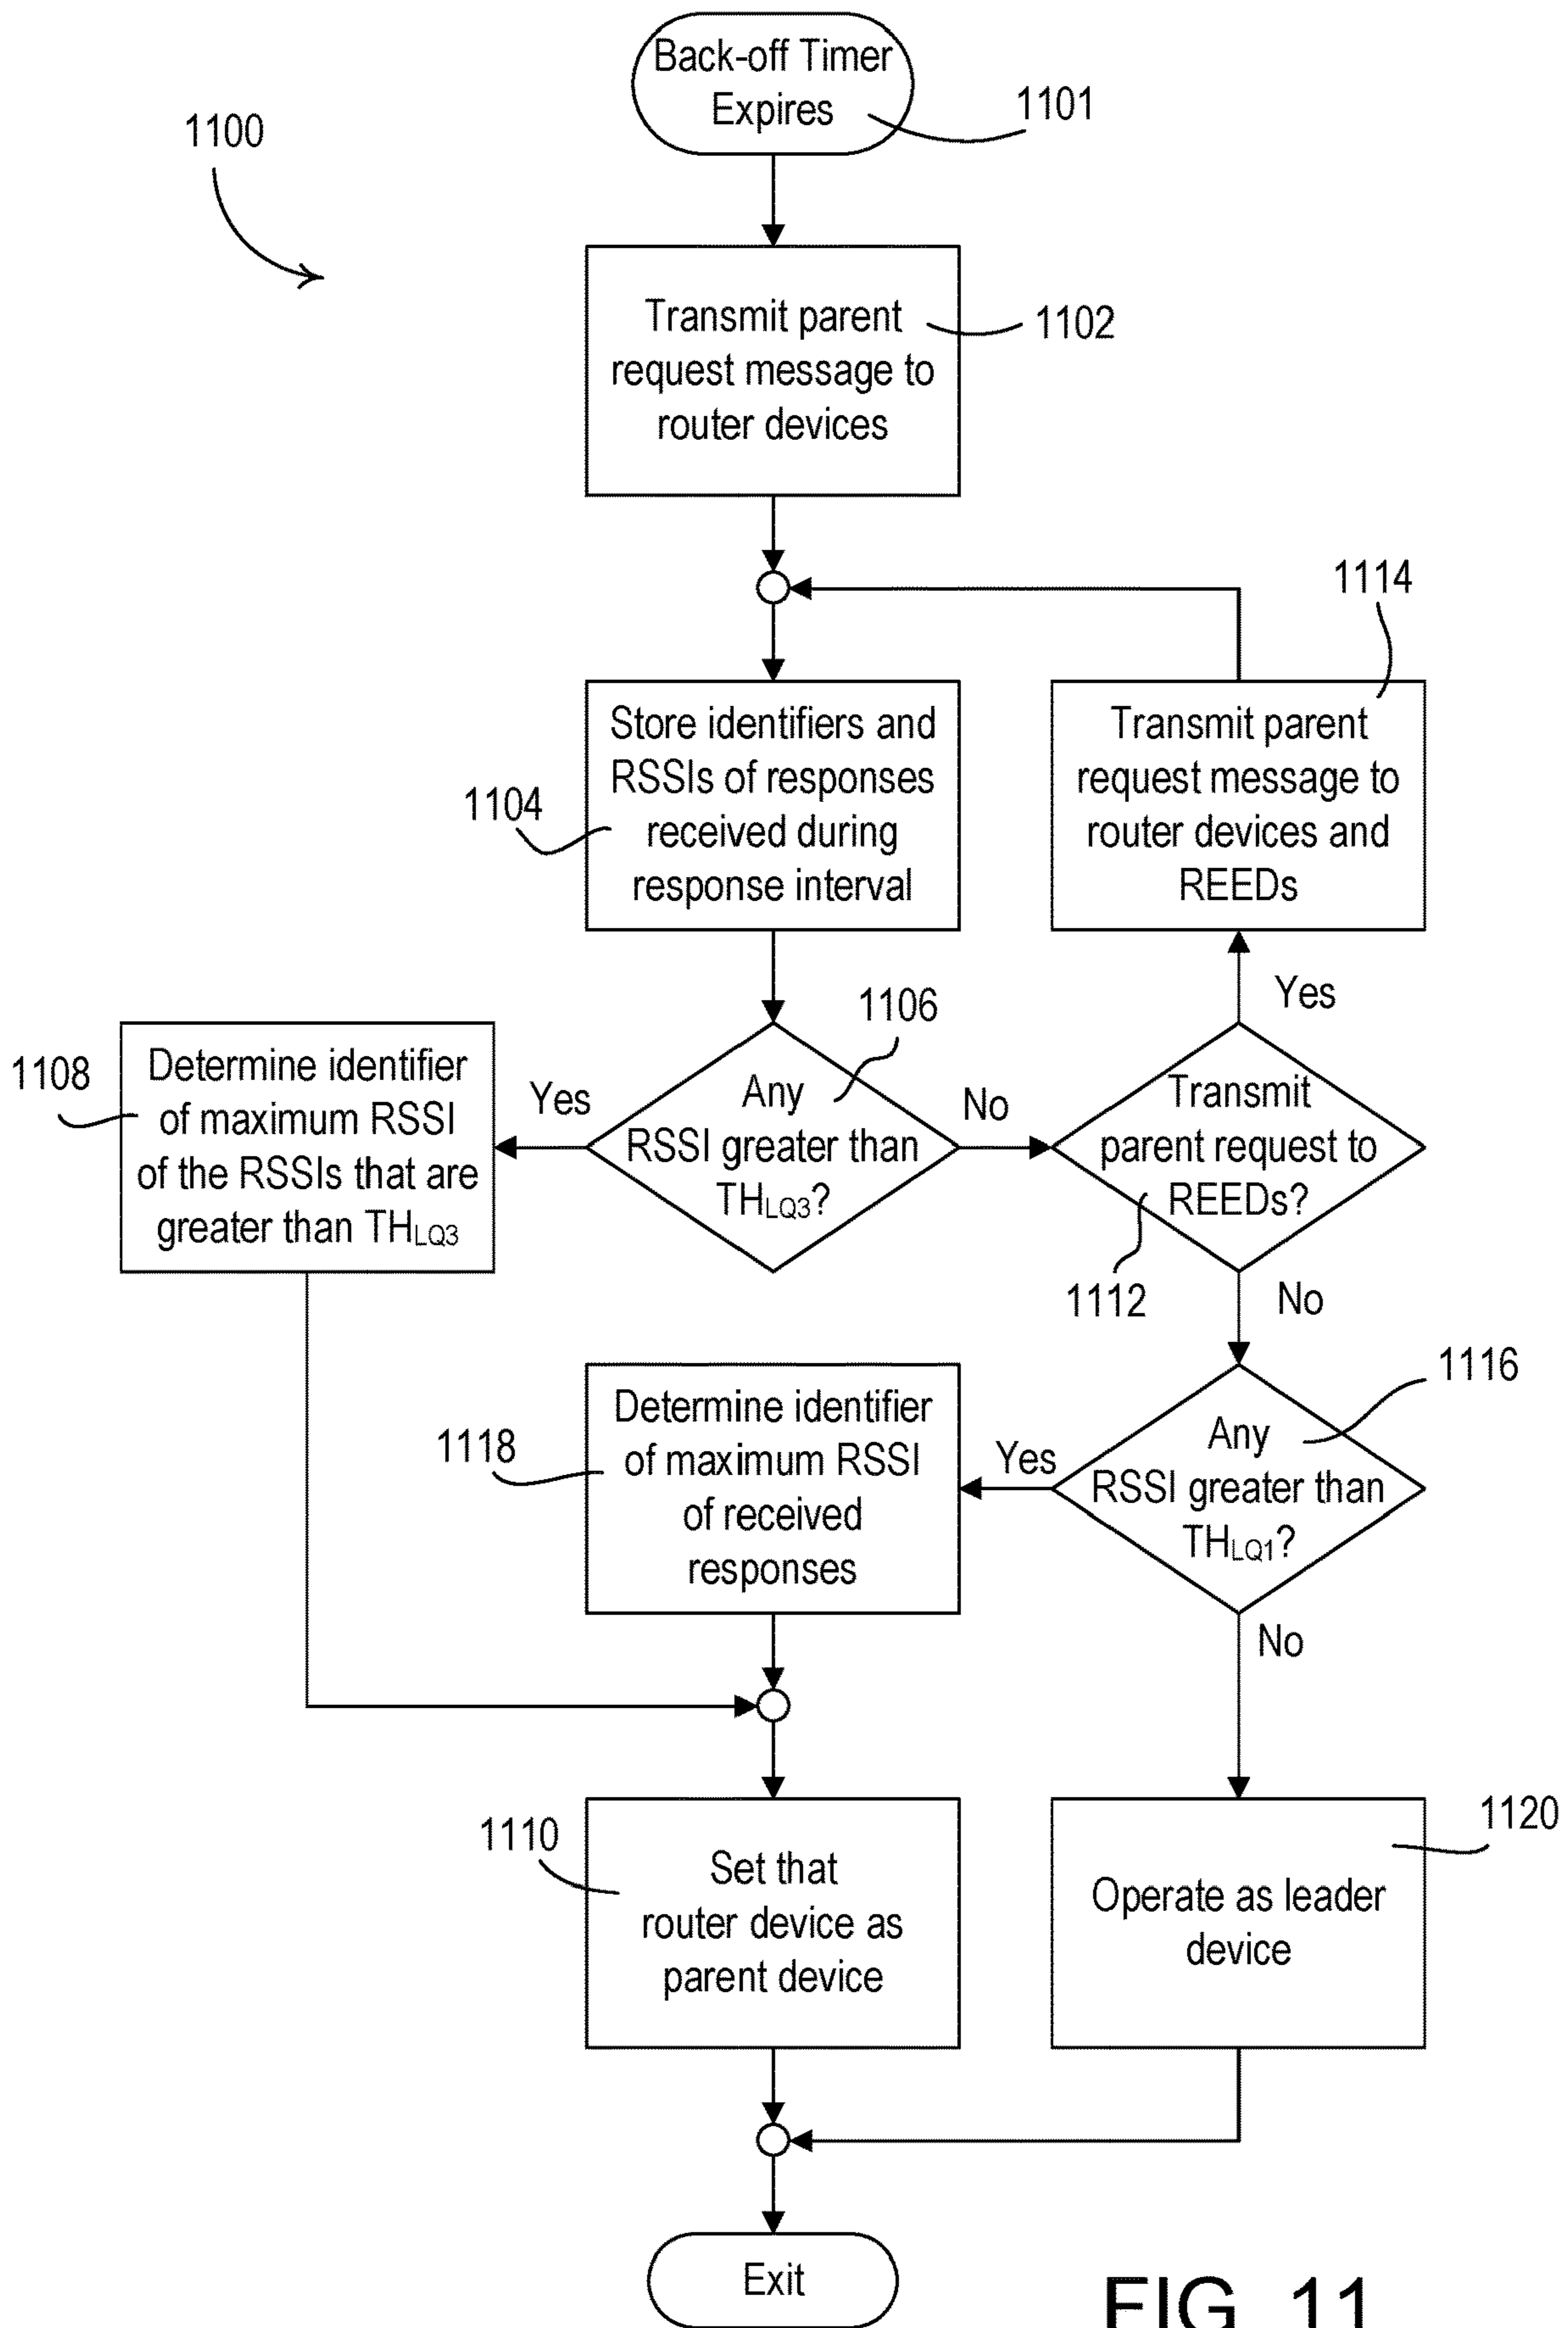 Back-off Timer
Expires
1101
1100
Transmit parent
request message to
router devices
1102
1114
Store identifiers and
RSSIs of responses
received during
response interval
1104
Transmit parent
request message to
router devices and
REEDs
Yes
1106
1108
Determine identifier
of maximum RSSI
of the RSSIs that are
greater than THLQ3
Yes
Any
RSSI greater than
THLQ3?
No
Transmit
parent request to
REEDs?
1112
No
1116
Determine identifier
of maximum RSSI
of received
responses
1118
Yes
Any
RSSI greater than
THLQ1?
No
1110
Set that
router device as
parent device
1120
Operate as leader
device
Exit
FIG. 11